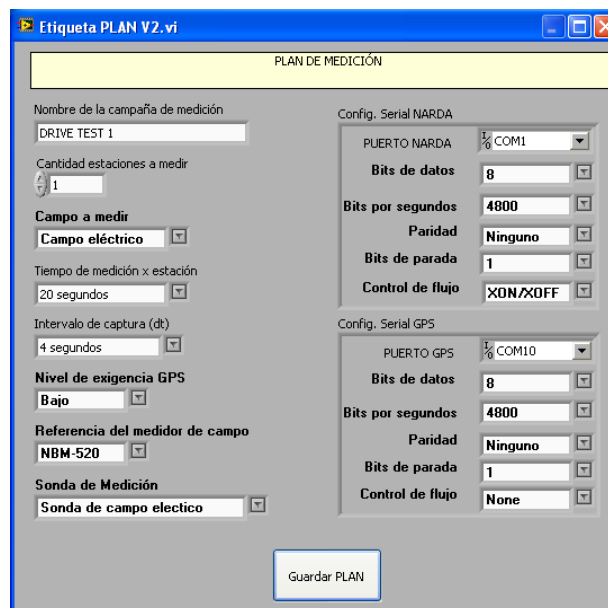 Etiqueta PLAN V2.vi
PLAN DE MEDICIÓN
Nombre de la campaña de medición
DRIVE TEST 1
Cantidad estaciones a medir
1
Campo a medir
Campo eléctrico
Tiempo de medición x estación
20 segundos
Intervalo de captura (dt)
4 segundos
Nivel de exigencia GPS
Bajo
Referencia del medidor de campo
NBM-520
Sonda de Medición
Sonda de campo electico
Config. Serial NARDA
PUERTO NARDA COM1
Bits de datos 8
Bits por segundos 4800
Paridad Ninguno
Bits de parada 1
Control de flujo XON/XOFF
Config. Serial GPS
PUERTO GPS COM10
Bits de datos 8
Bits por segundos 4800
Paridad Ninguno
Bits de parada 1
Control de flujo None
Guardar PLAN